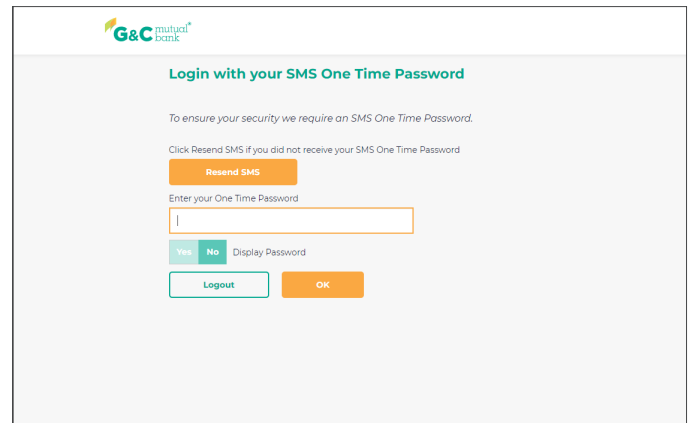 G&C mutual bank
Login with your SMS One Time Password
To ensure your security we require an SMS One Time Password.
Click Resend SMS if you did not receive your SMS One Time Password
Resend SMS
Enter your One Time Password
Yes No Display Password
Logout OK